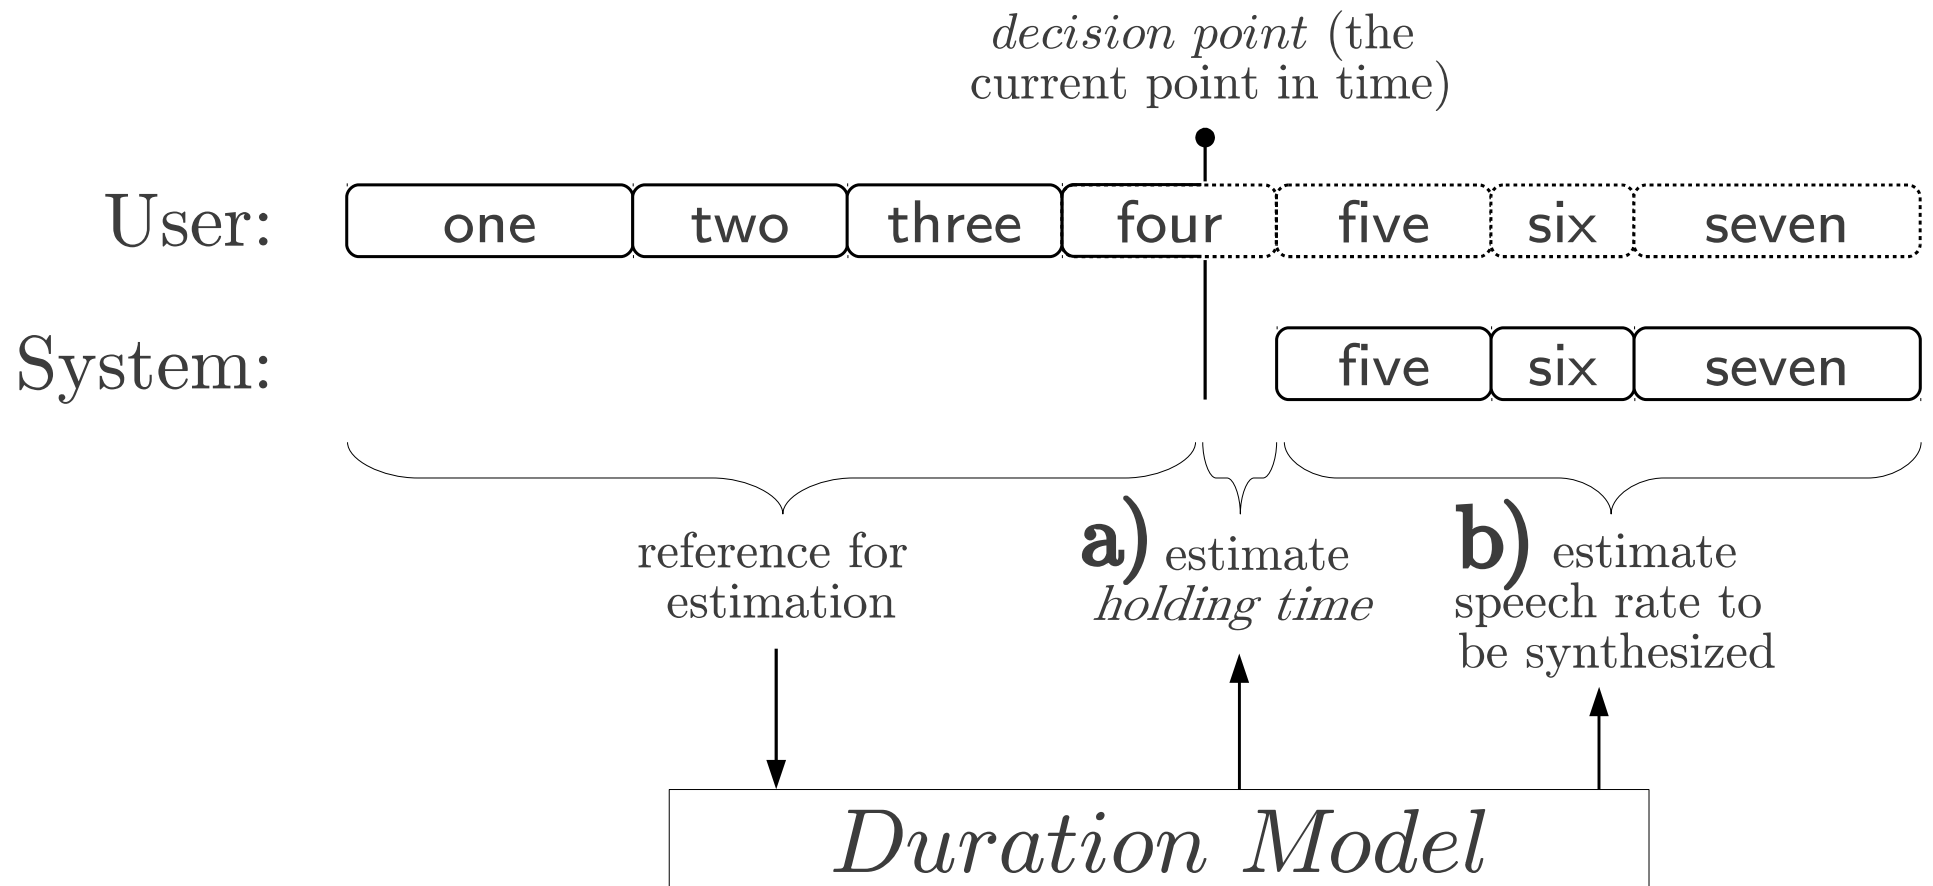 decision point (the
current point in time)
User: one two three four five six seven
System: five six seven
reference for
estimation
a) estimate
holding time
b) estimate
speech rate to
be synthesized
Duration Model